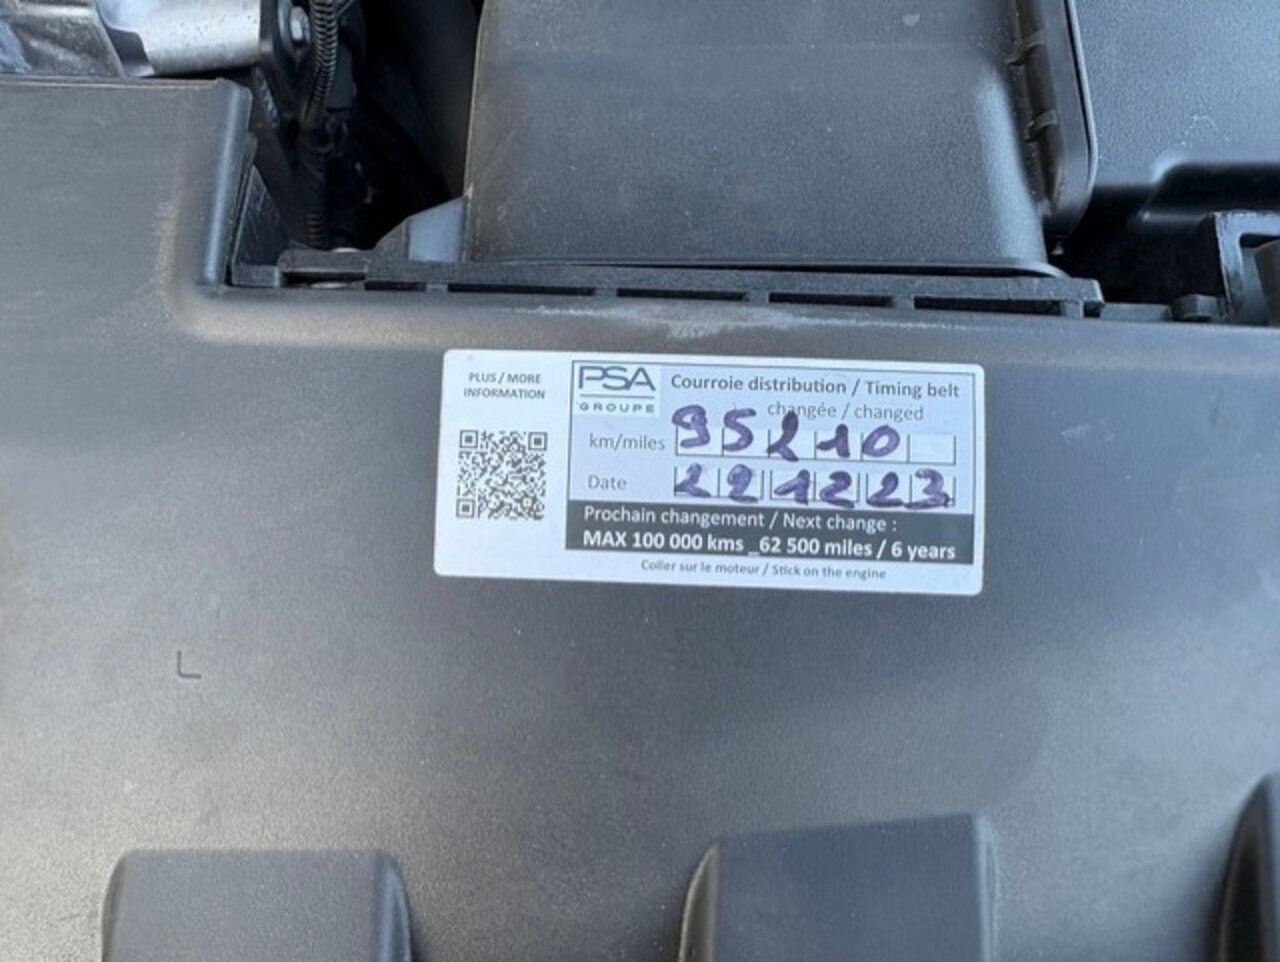 PLUS / MORE
INFORMATION
PSA
GROUPE
Courroie distribution / Timing belt
changée / changed
km/miles 95210
Date 221223
Prochain changement / Next change :
MAX 100 000 kms _62 500 miles / 6 years
Coller sur le moteur / Stick on the engine